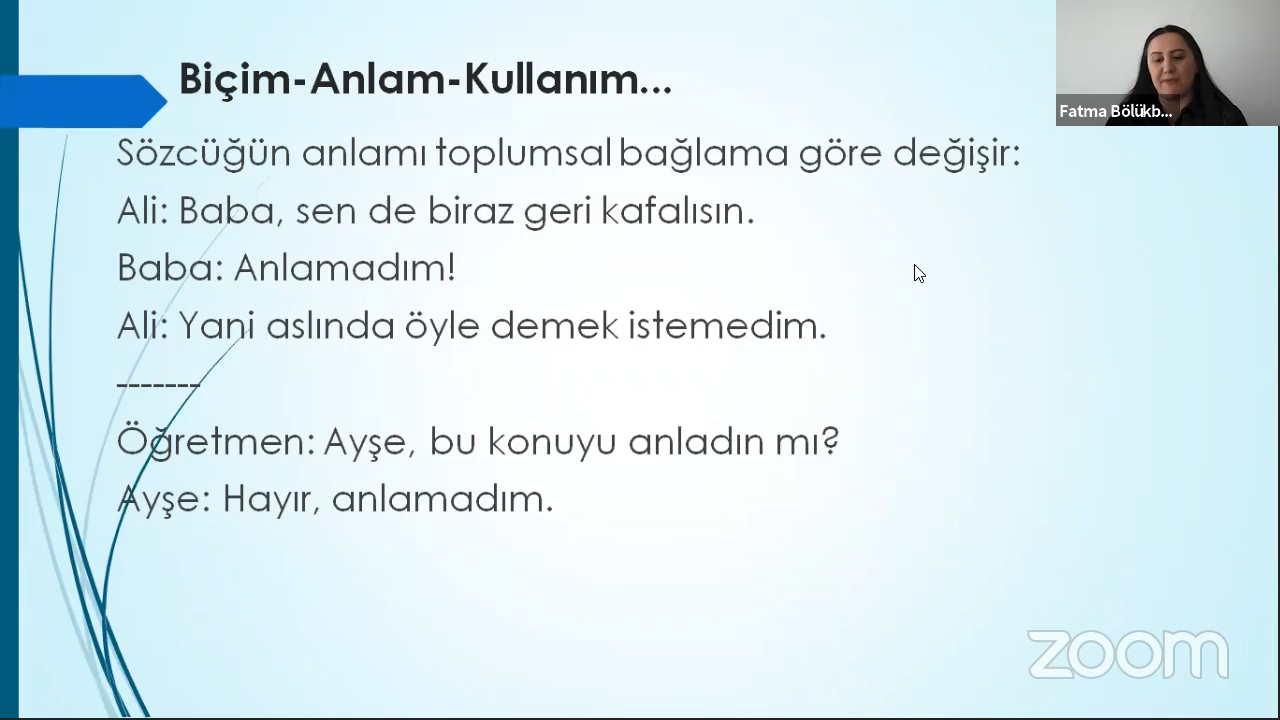 Biçim-Anlam-Kullanım...
Fatma Bölükb...
Sözcüğün anlamı toplumsal bağlama göre değişir:
Ali: Baba, sen de biraz geri kafalısın.
Baba: Anlamadım!
Ali: Yani aslında öyle demek istemedim.
-------
Öğretmen: Ayşe, bu konuyu anladın mı?
Ayşe: Hayır, anlamadım.
zoom